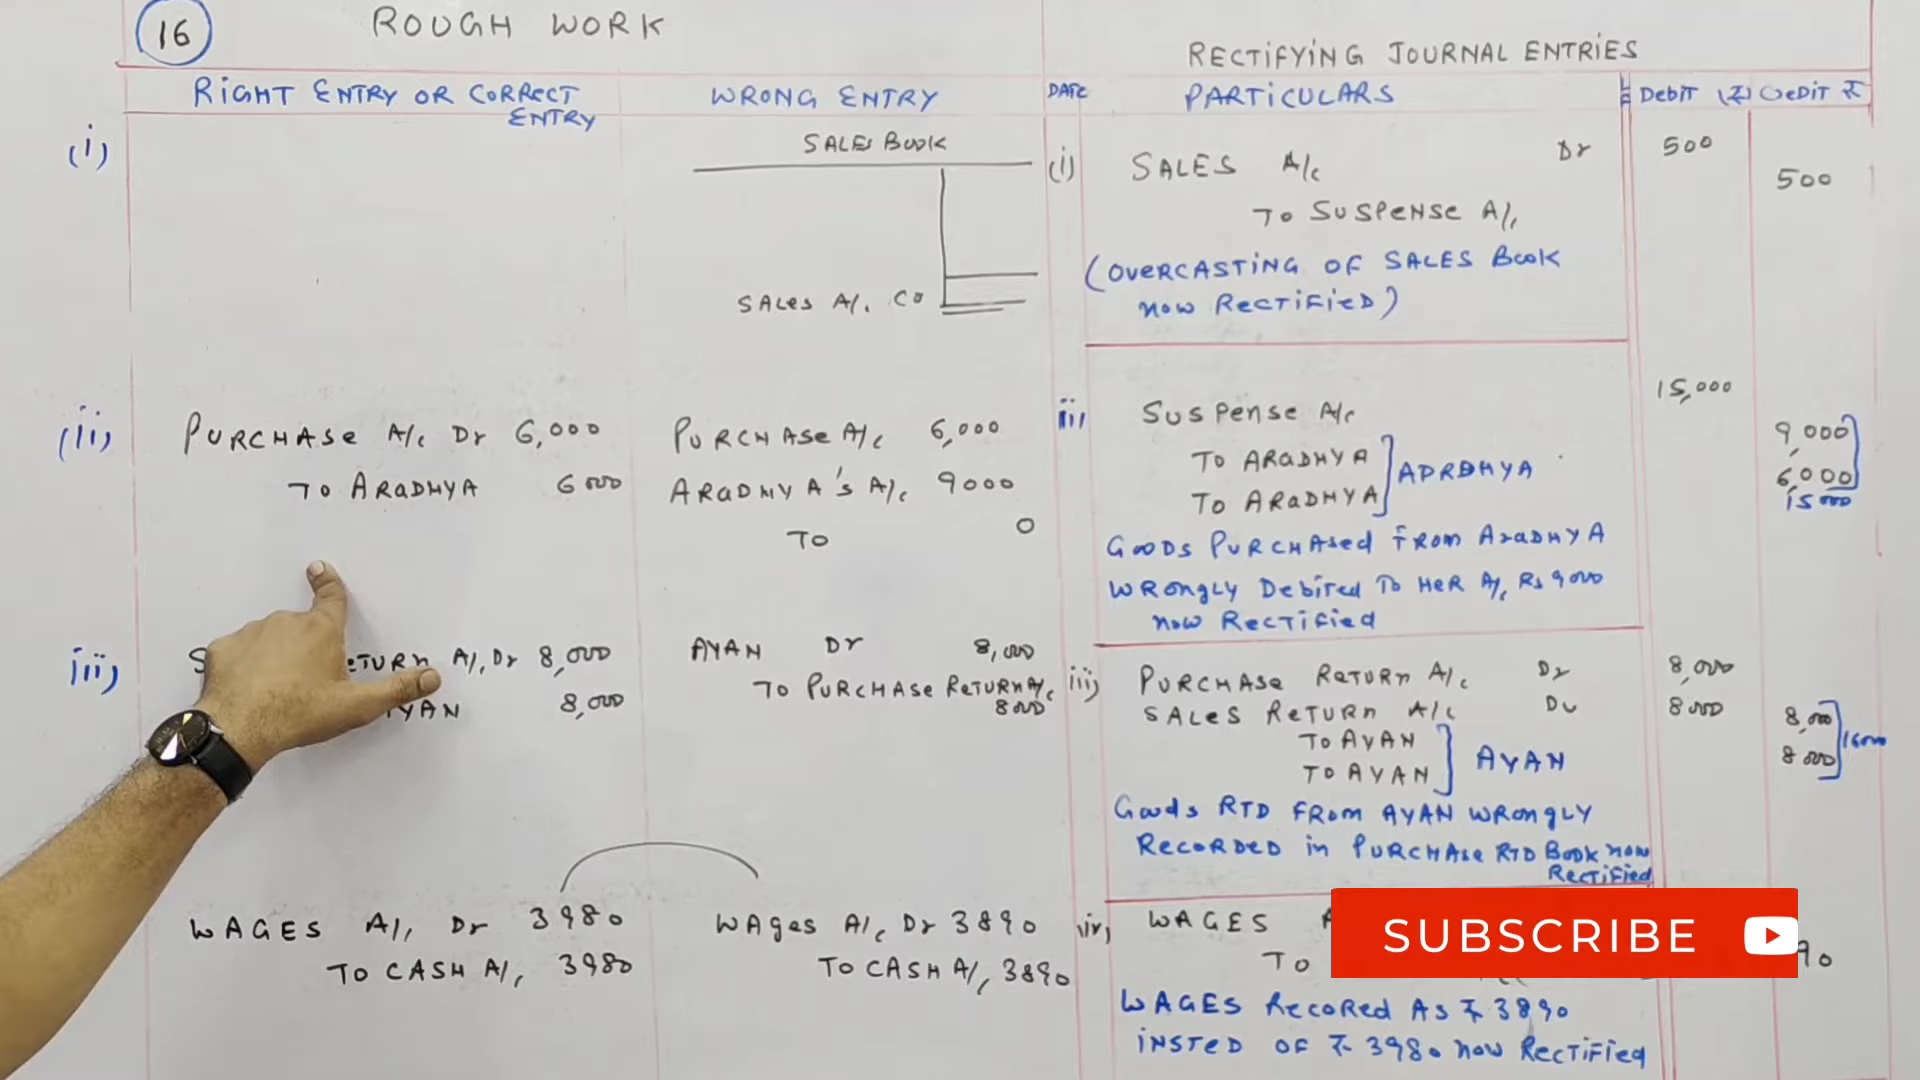 16
ROUGH WORK
RECTIFYING JOURNAL ENTRIES
RIGHT ENTRY OR CORRECT ENTRY
WRONG ENTRY
DATE
PARTICULARS
DEBIT (₹)
CREDIT ₹
(i)
SALES BOOK
SALES A/c
(i) SALES A/c Dr 500
TO SUSPENSE A/c 500
(OVERCASTING OF SALES BOOK
NOW RECTIFIED)
(ii) PURCHASE A/c Dr 6,000
TO ARADHYA 6000
PURCHASE A/c 6,000
ARADHYA's A/c 9000
TO 0
ii) SUSPENSE A/c 15,000
TO ARADHYA 9,000
TO ARADHYA 6,000
15000
GOODS PURCHASED FROM ARADHYA
WRONGLY DEBITED TO HER A/c Rs 9000
NOW RECTIFIED
iii) A/c Dr 8,000
8,000
AYAN Dr 8,000
TO PURCHASE RETURN A/c
8000
iii) PURCHASE RETURN A/c Dr 8,000
SALES RETURN A/c Dr 8000
TO AYAN 8,000
TO AYAN 8000
AYAN
16000
GOODS RTD FROM AYAN WRONGLY
RECORDED IN PURCHASE RTD BOOK NOW
RECTIFIED
WAGES A/c Dr 3980
TO CASH A/c 3980
WAGES A/c Dr 3890
TO CASH A/c 3890
iv) WAGES
TO
90
WAGES RECORED AS ₹ 3890
INSTED OF ₹ 3980 NOW RECTIFIED
SUBSCRIBE